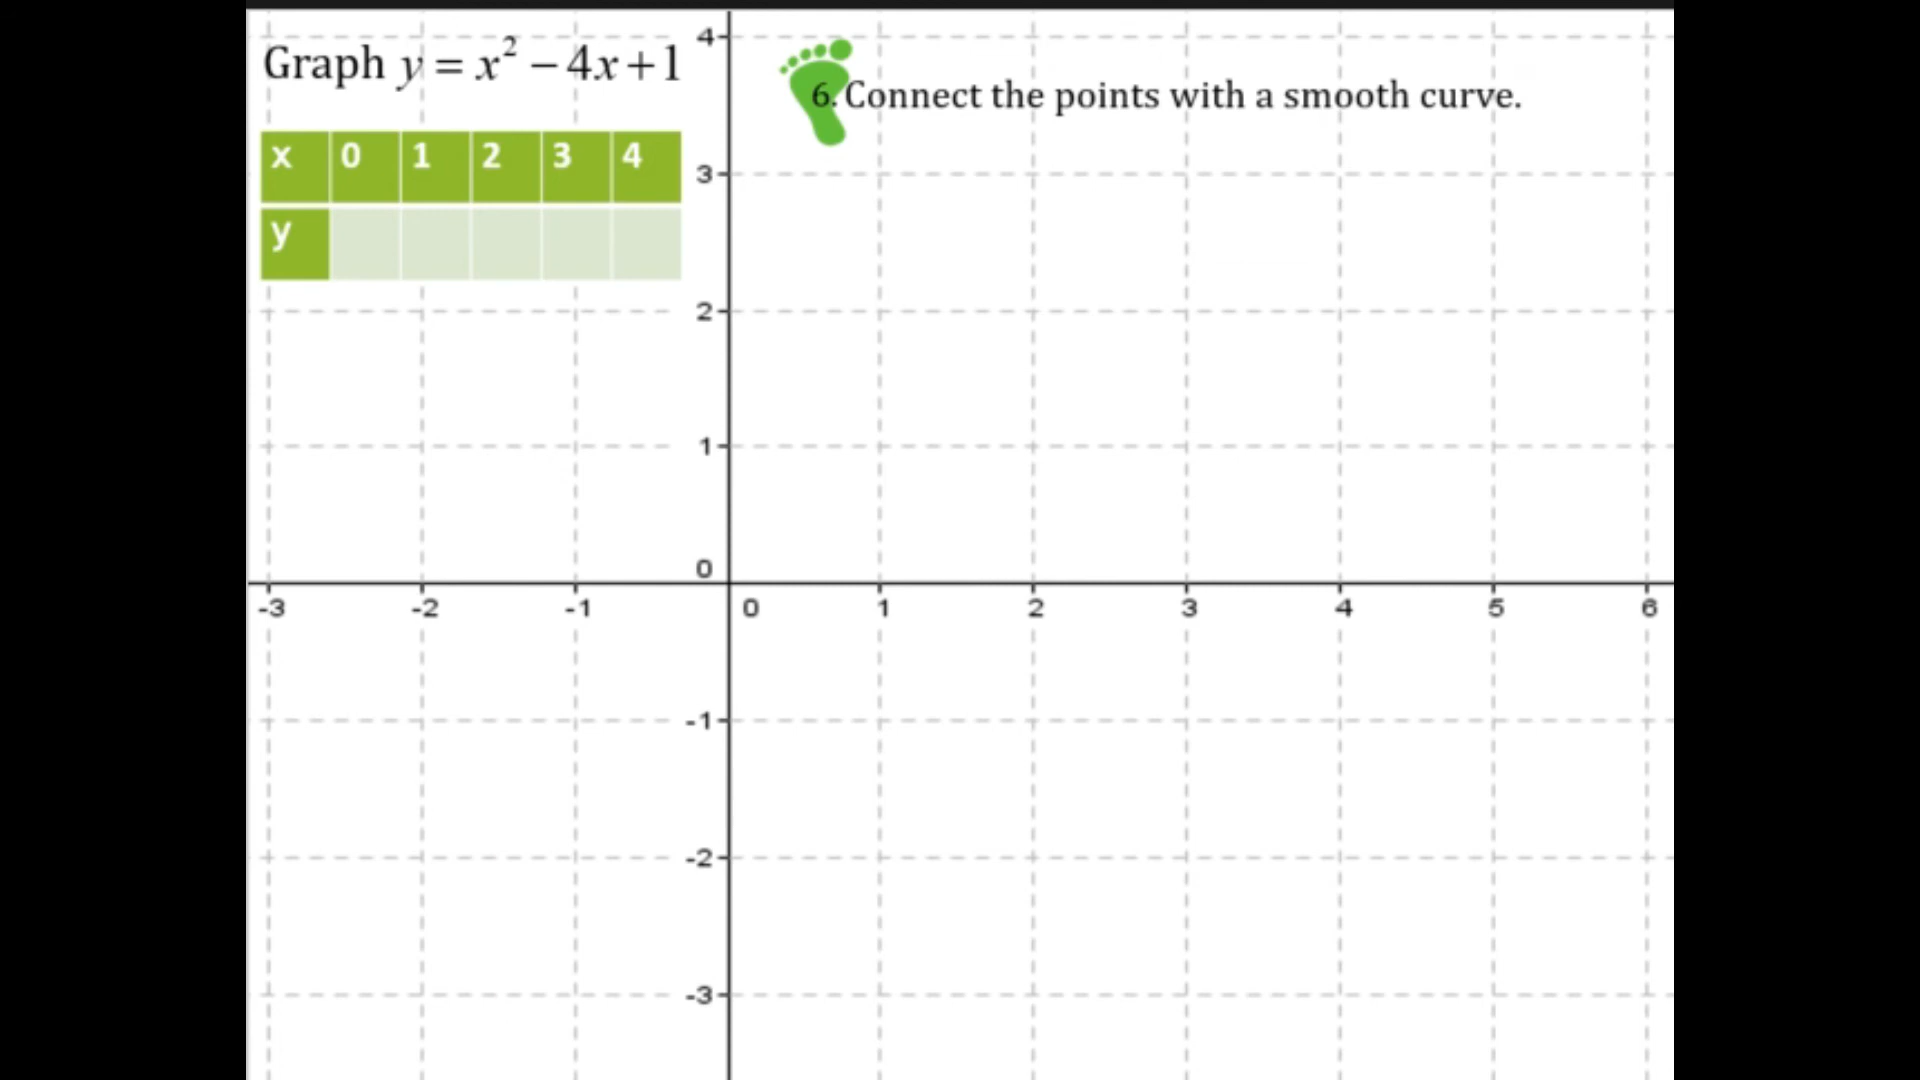 Graph y = x² − 4x + 1
6. Connect the points with a smooth curve.
x 0 1 2 3 4
y
4
3
2
1
0
-3 -2 -1 0 1 2 3 4 5 6
-1
-2
-3